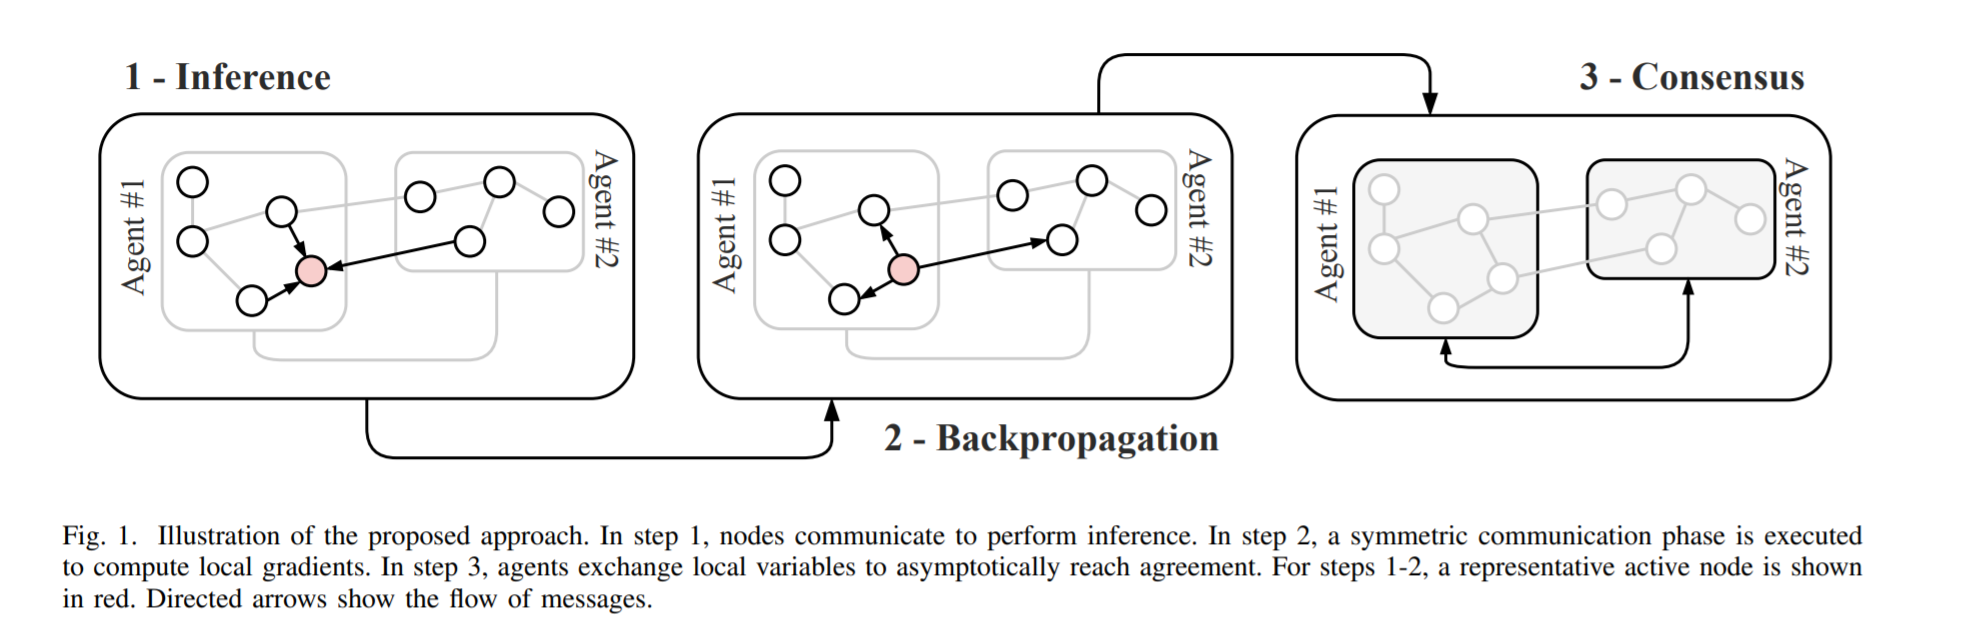 1 - Inference
Agent #1
Agent #2
Agent #1
Agent #2
2 - Backpropagation
3 - Consensus
Agent #1
Agent #2
Fig. 1. Illustration of the proposed approach. In step 1, nodes communicate to perform inference. In step 2, a symmetric communication phase is executed
to compute local gradients. In step 3, agents exchange local variables to asymptotically reach agreement. For steps 1-2, a representative active node is shown
in red. Directed arrows show the flow of messages.